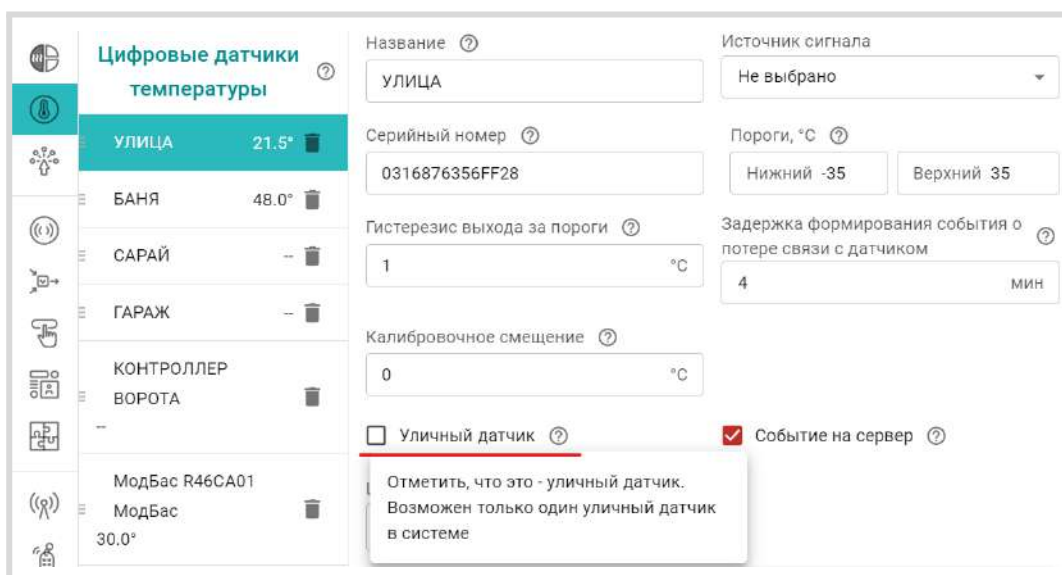 Цифровые датчики
температуры
УЛИЦА 21.5°
БАНЯ 48.0°
САРАЙ --
ГАРАЖ --
КОНТРОЛЛЕР
ВОРОТА
--
МодБас R46CA01
МодБас
30.0°
Название
УЛИЦА
Источник сигнала
Не выбрано
Серийный номер
0316876356FF28
Пороги, °C
Нижний -35
Верхний 35
Гистерезис выхода за пороги
1 °C
Задержка формирования события о
потере связи с датчиком
4 мин
Калибровочное смещение
0 °C
Уличный датчик
Событие на сервер
Отметить, что это - уличный датчик.
Возможен только один уличный датчик
в системе